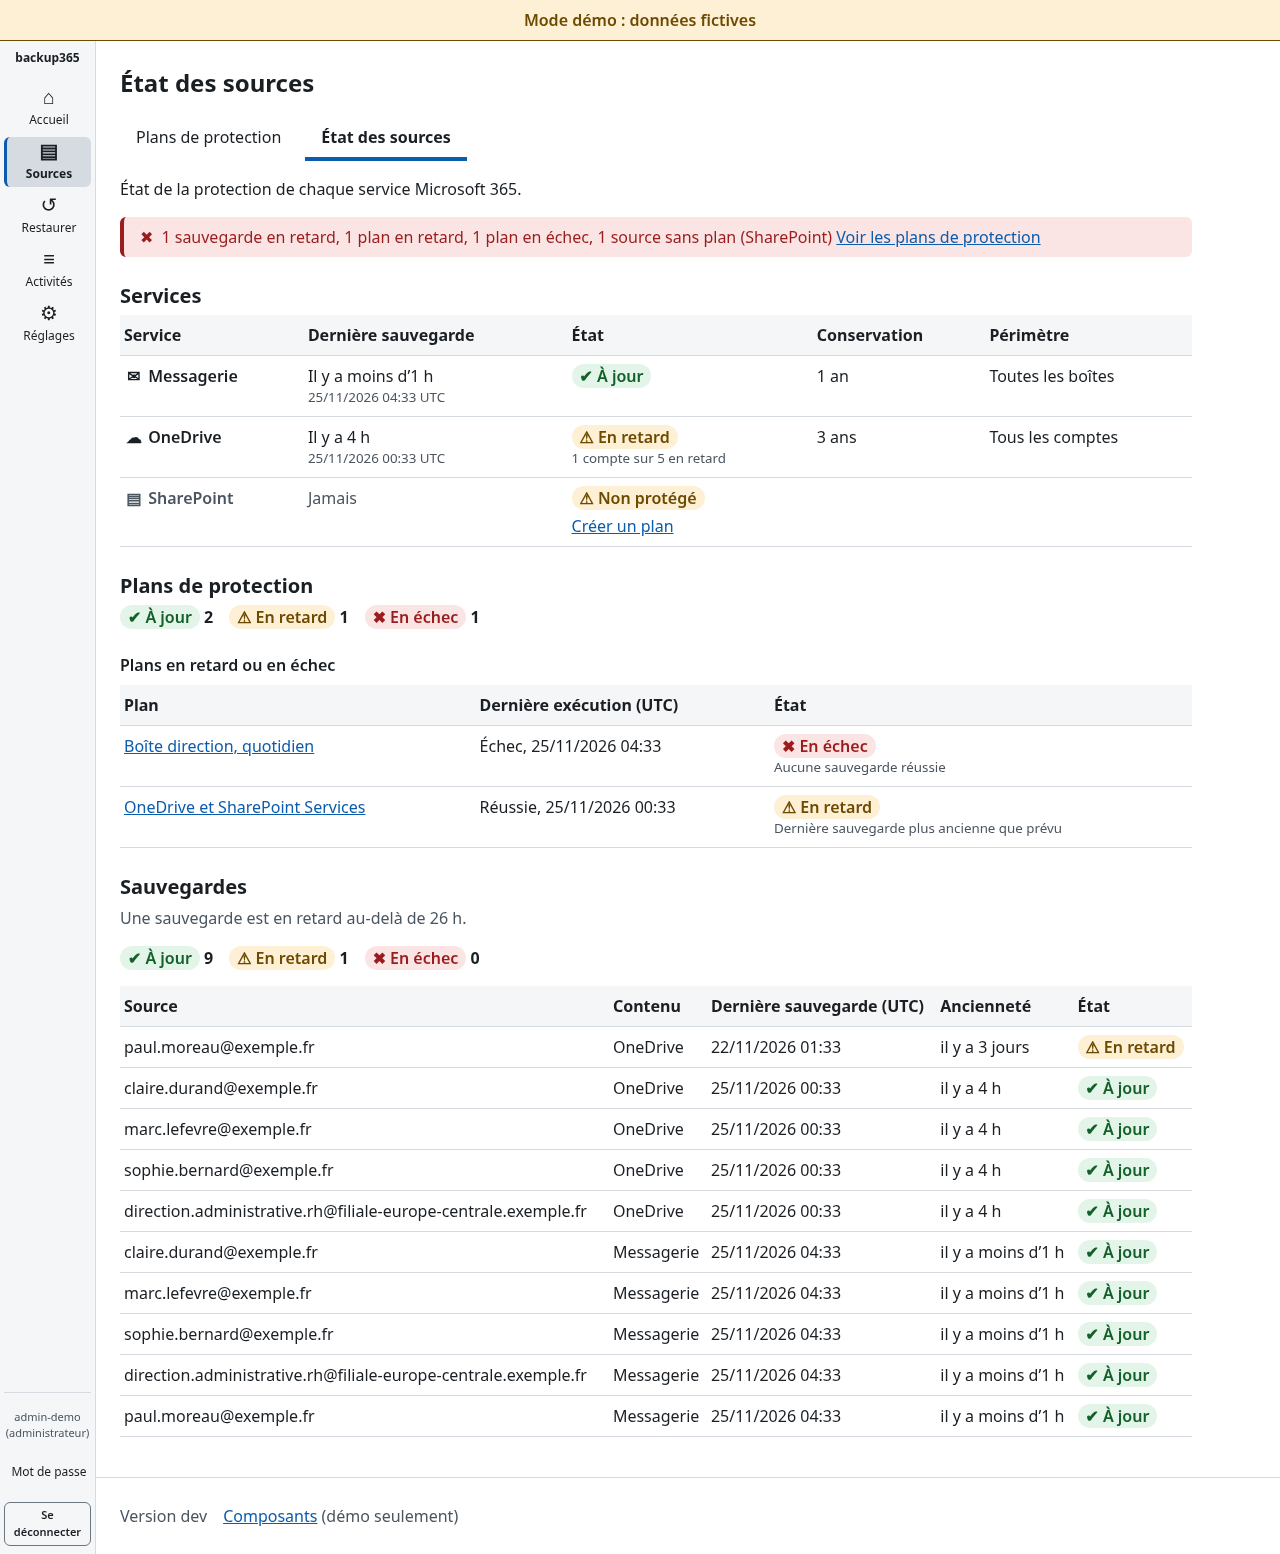 Mode démo : données fictives
backup365
Accueil
Sources
Restaurer
Activités
Réglages
admin-demo
(administrateur)
Mot de passe
Se
déconnecter
État des sources
Plans de protection
État des sources
État de la protection de chaque service Microsoft 365.
✖ 1 sauvegarde en retard, 1 plan en retard, 1 plan en échec, 1 source sans plan (SharePoint) Voir les plans de protection
Services
Service Dernière sauvegarde État Conservation Périmètre
Messagerie Il y a moins d’1 h ✔ À jour 1 an Toutes les boîtes
25/11/2026 04:33 UTC
OneDrive Il y a 4 h ⚠ En retard 3 ans Tous les comptes
25/11/2026 00:33 UTC 1 compte sur 5 en retard
SharePoint Jamais ⚠ Non protégé
Créer un plan
Plans de protection
✔ À jour 2 ⚠ En retard 1 ✖ En échec 1
Plans en retard ou en échec
Plan Dernière exécution (UTC) État
Boîte direction, quotidien Échec, 25/11/2026 04:33 ✖ En échec
Aucune sauvegarde réussie
OneDrive et SharePoint Services Réussie, 25/11/2026 00:33 ⚠ En retard
Dernière sauvegarde plus ancienne que prévu
Sauvegardes
Une sauvegarde est en retard au-delà de 26 h.
✔ À jour 9 ⚠ En retard 1 ✖ En échec 0
Source Contenu Dernière sauvegarde (UTC) Ancienneté État
paul.moreau@exemple.fr OneDrive 22/11/2026 01:33 il y a 3 jours ⚠ En retard
claire.durand@exemple.fr OneDrive 25/11/2026 00:33 il y a 4 h ✔ À jour
marc.lefevre@exemple.fr OneDrive 25/11/2026 00:33 il y a 4 h ✔ À jour
sophie.bernard@exemple.fr OneDrive 25/11/2026 00:33 il y a 4 h ✔ À jour
direction.administrative.rh@filiale-europe-centrale.exemple.fr OneDrive 25/11/2026 00:33 il y a 4 h ✔ À jour
claire.durand@exemple.fr Messagerie 25/11/2026 04:33 il y a moins d’1 h ✔ À jour
marc.lefevre@exemple.fr Messagerie 25/11/2026 04:33 il y a moins d’1 h ✔ À jour
sophie.bernard@exemple.fr Messagerie 25/11/2026 04:33 il y a moins d’1 h ✔ À jour
direction.administrative.rh@filiale-europe-centrale.exemple.fr Messagerie 25/11/2026 04:33 il y a moins d’1 h ✔ À jour
paul.moreau@exemple.fr Messagerie 25/11/2026 04:33 il y a moins d’1 h ✔ À jour
Version dev Composants (démo seulement)